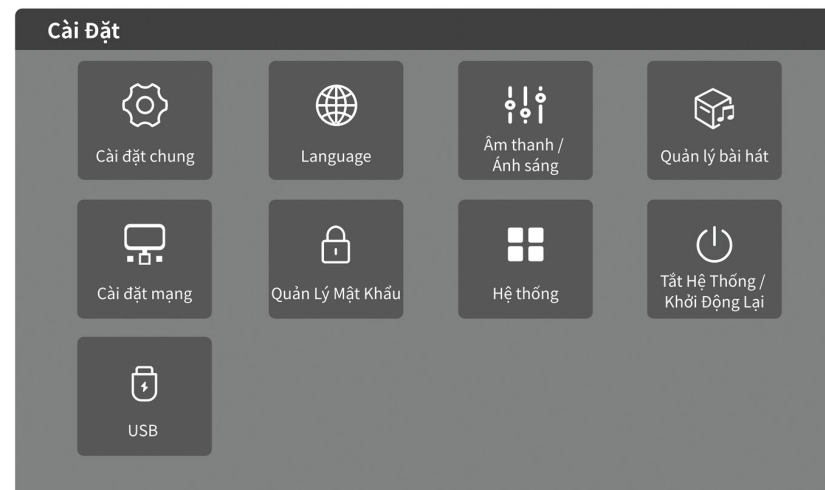 Cài Đặt
Cài đặt chung
Language
Âm thanh /
Ánh sáng
Quản lý bài hát
Cài đặt mạng
Quản Lý Mật Khẩu
Hệ thống
Tắt Hệ Thống /
Khởi Động Lại
USB